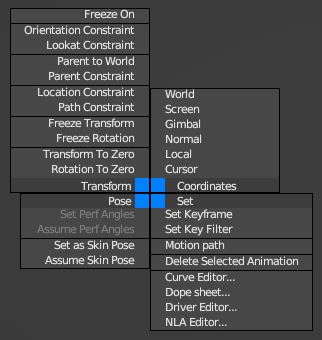 Freeze On
Orientation Constraint
Lookat Constraint
Parent to World
Parent Constraint
Location Constraint
Path Constraint
Freeze Transform
Freeze Rotation
Transform To Zero
Rotation To Zero
Transform
World
Screen
Gimbal
Normal
Local
Cursor
Coordinates
Pose
Set Perf Angles
Assume Perf Angles
Set as Skin Pose
Assume Skin Pose
Set
Set Keyframe
Set Key Filter
Motion path
Delete Selected Animation
Curve Editor...
Dope sheet...
Driver Editor...
NLA Editor...